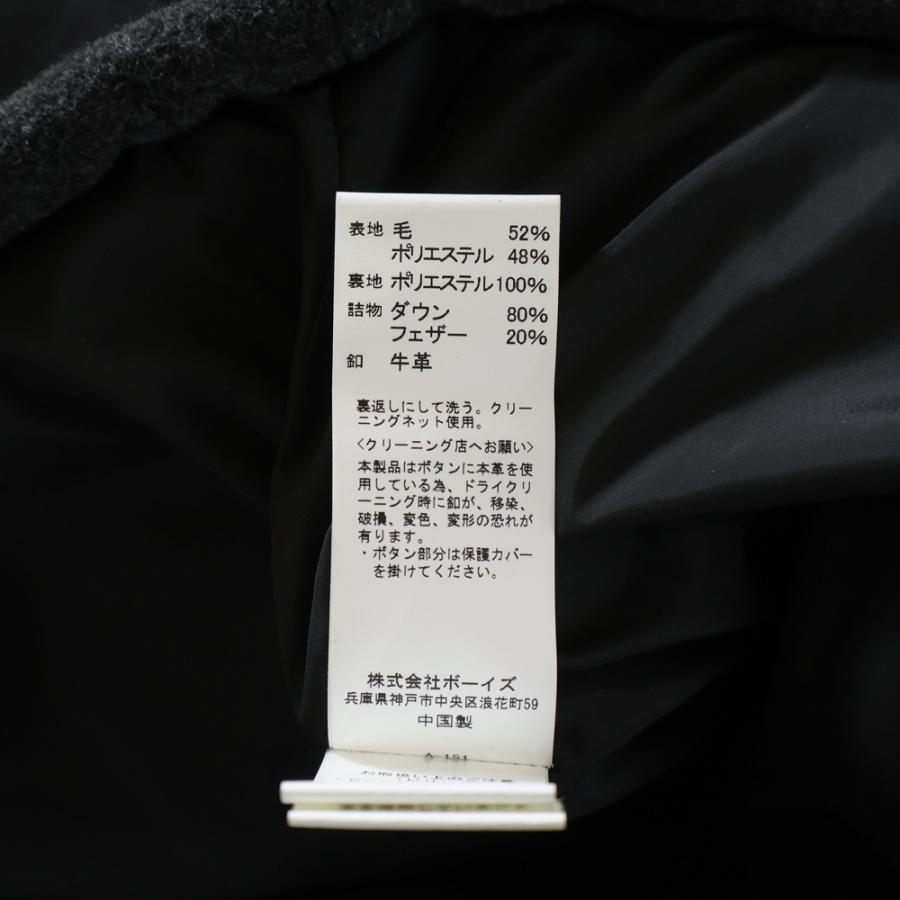 表地 毛 52%
ポリエステル 48%
裏地 ポリエステル100%
詰物 ダウン 80%
フェザー 20%
釦 牛革
裏返しにして洗う。クリー
ニングネット使用。
<クリーニング店へお願い>
本製品はボタンに本革を使
用している為、ドライクリ
ーニング時に釦が、移染、
破損、変色、変形の恐れが
有ります。
・ボタン部分は保護カバー
を掛けてください。
株式会社ボーイズ
兵庫県神戸市中央区浪花町59
中国製